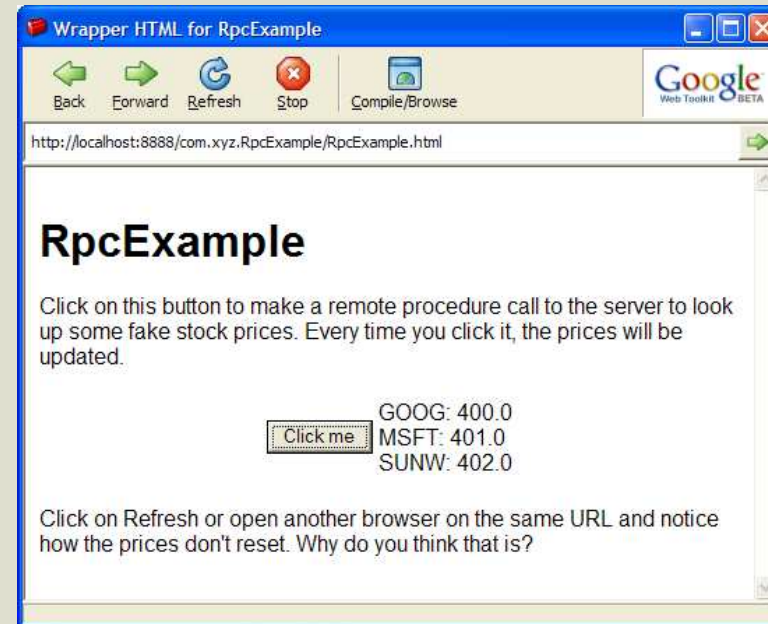 Wrapper HTML for RpcExample
Back Forward Refresh Stop Compile/Browse
Google
Web Toolkit BETA
http://localhost:8888/com.xyz.RpcExample/RpcExample.html
RpcExample
Click on this button to make a remote procedure call to the server to look
up some fake stock prices. Every time you click it, the prices will be
updated.
GOOG: 400.0
Click me MSFT: 401.0
SUNW: 402.0
Click on Refresh or open another browser on the same URL and notice
how the prices don't reset. Why do you think that is?